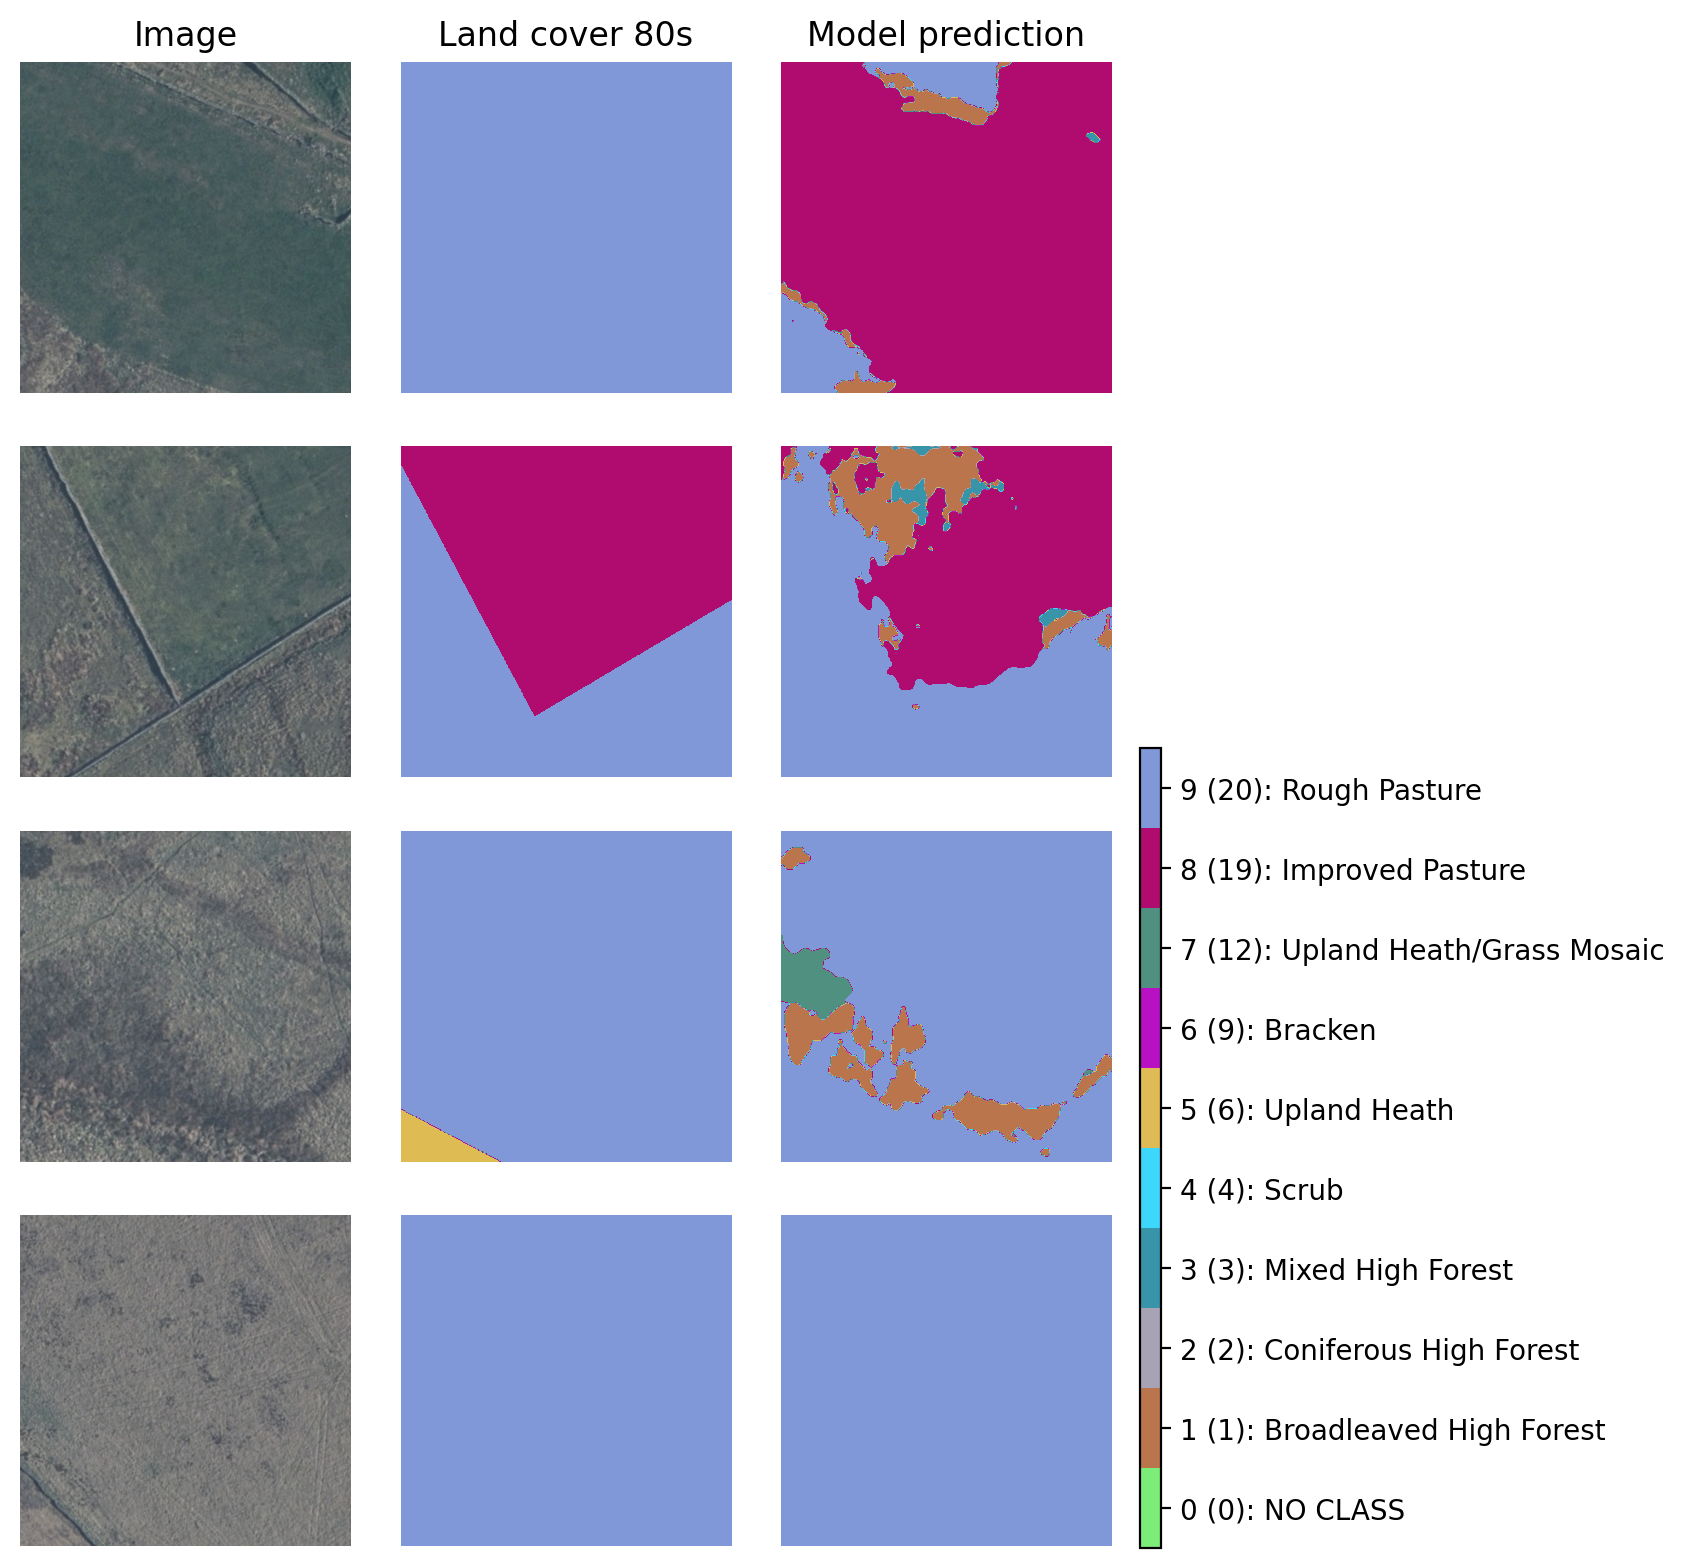 Image
Land cover 80s
Model prediction
9 (20): Rough Pasture
8 (19): Improved Pasture
7 (12): Upland Heath/Grass Mosaic
6 (9): Bracken
5 (6): Upland Heath
4 (4): Scrub
3 (3): Mixed High Forest
2 (2): Coniferous High Forest
1 (1): Broadleaved High Forest
0 (0): NO CLASS